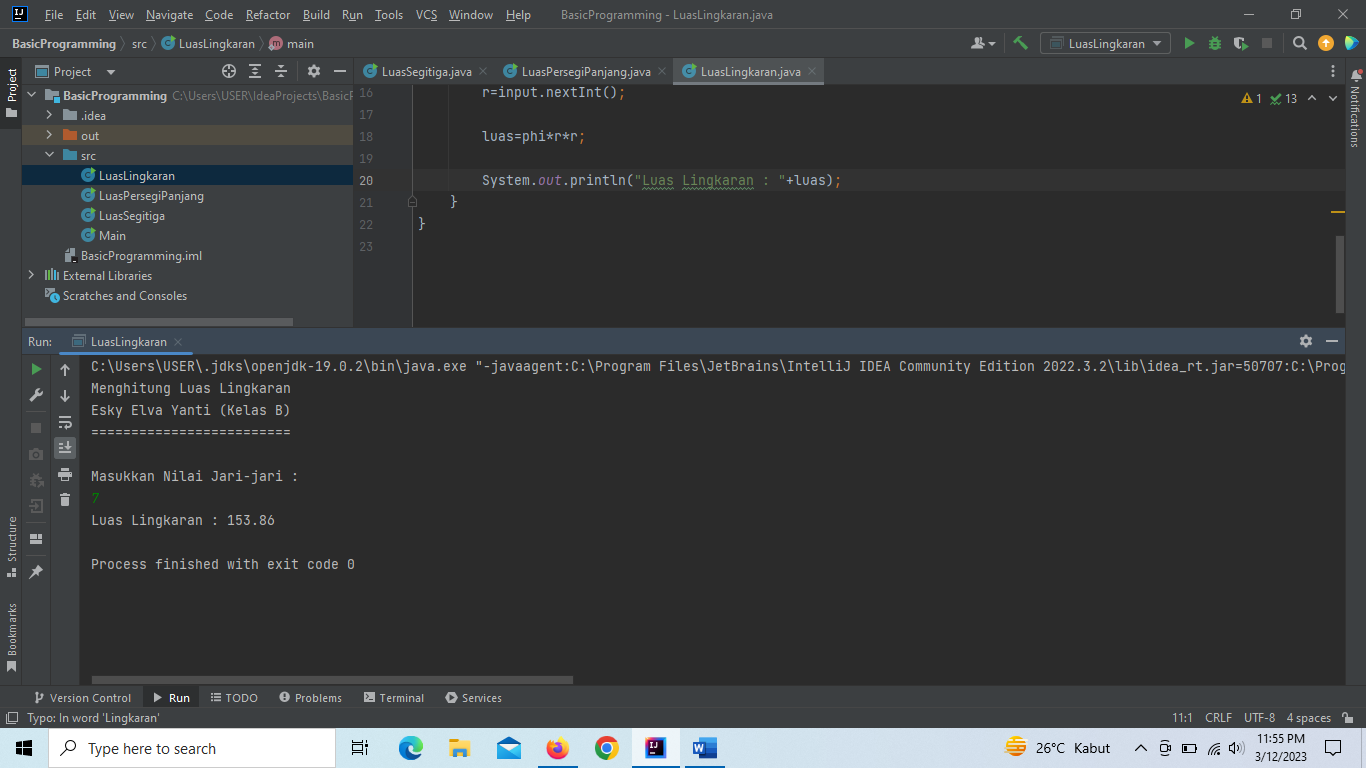 File Edit View Navigate Code Refactor Build Run Tools VCS Window Help BasicProgramming - LuasLingkaran.java
BasicProgramming src LuasLingkaran main LuasLingkaran
Project
LuasSegitiga.java LuasPersegiPanjang.java LuasLingkaran.java
Project
Notifications
BasicProgramming C:\Users\USER\IdeaProjects\BasicP
.idea
out
src
LuasLingkaran
LuasPersegiPanjang
LuasSegitiga
Main
BasicProgramming.iml
External Libraries
Scratches and Consoles
16 r=input.nextInt();
1 13
17
18 luas=phi*r*r;
19
20 System.out.println("Luas Lingkaran : "+luas);
21 }
22 }
23
Run: LuasLingkaran
C:\Users\USER\.jdks\openjdk-19.0.2\bin\java.exe "-javaagent:C:\Program Files\JetBrains\IntelliJ IDEA Community Edition 2022.3.2\lib\idea_rt.jar=50707:C:\Prog
Menghitung Luas Lingkaran
Esky Elva Yanti (Kelas B)
=========================
Masukkan Nilai Jari-jari :
7
Luas Lingkaran : 153.86
Process finished with exit code 0
Structure
Bookmarks
Version Control Run TODO Problems Terminal Services
Typo: In word 'Lingkaran' 11:1 CRLF UTF-8 4 spaces
Type here to search
26°C Kabut
11:55 PM
3/12/2023